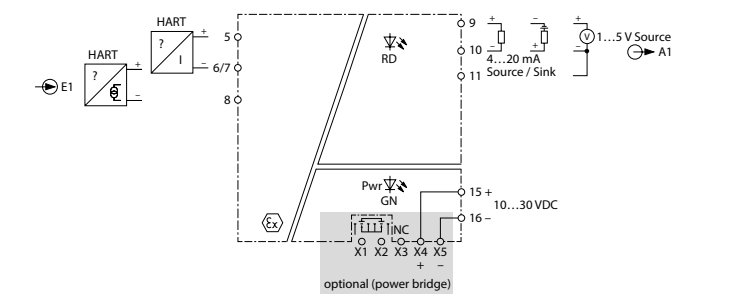 HART
?
I
+
–
5
6/7
HART
?
+
–
E1
8
RD
9
10
11
+
–
–
+
+
–
V
1…5 V Source
4…20 mA
Source / Sink
A1
Pwr
GN
15 +
10…30 VDC
16 –
εx
NC
X1 X2 X3 X4 X5
+ –
optional (power bridge)